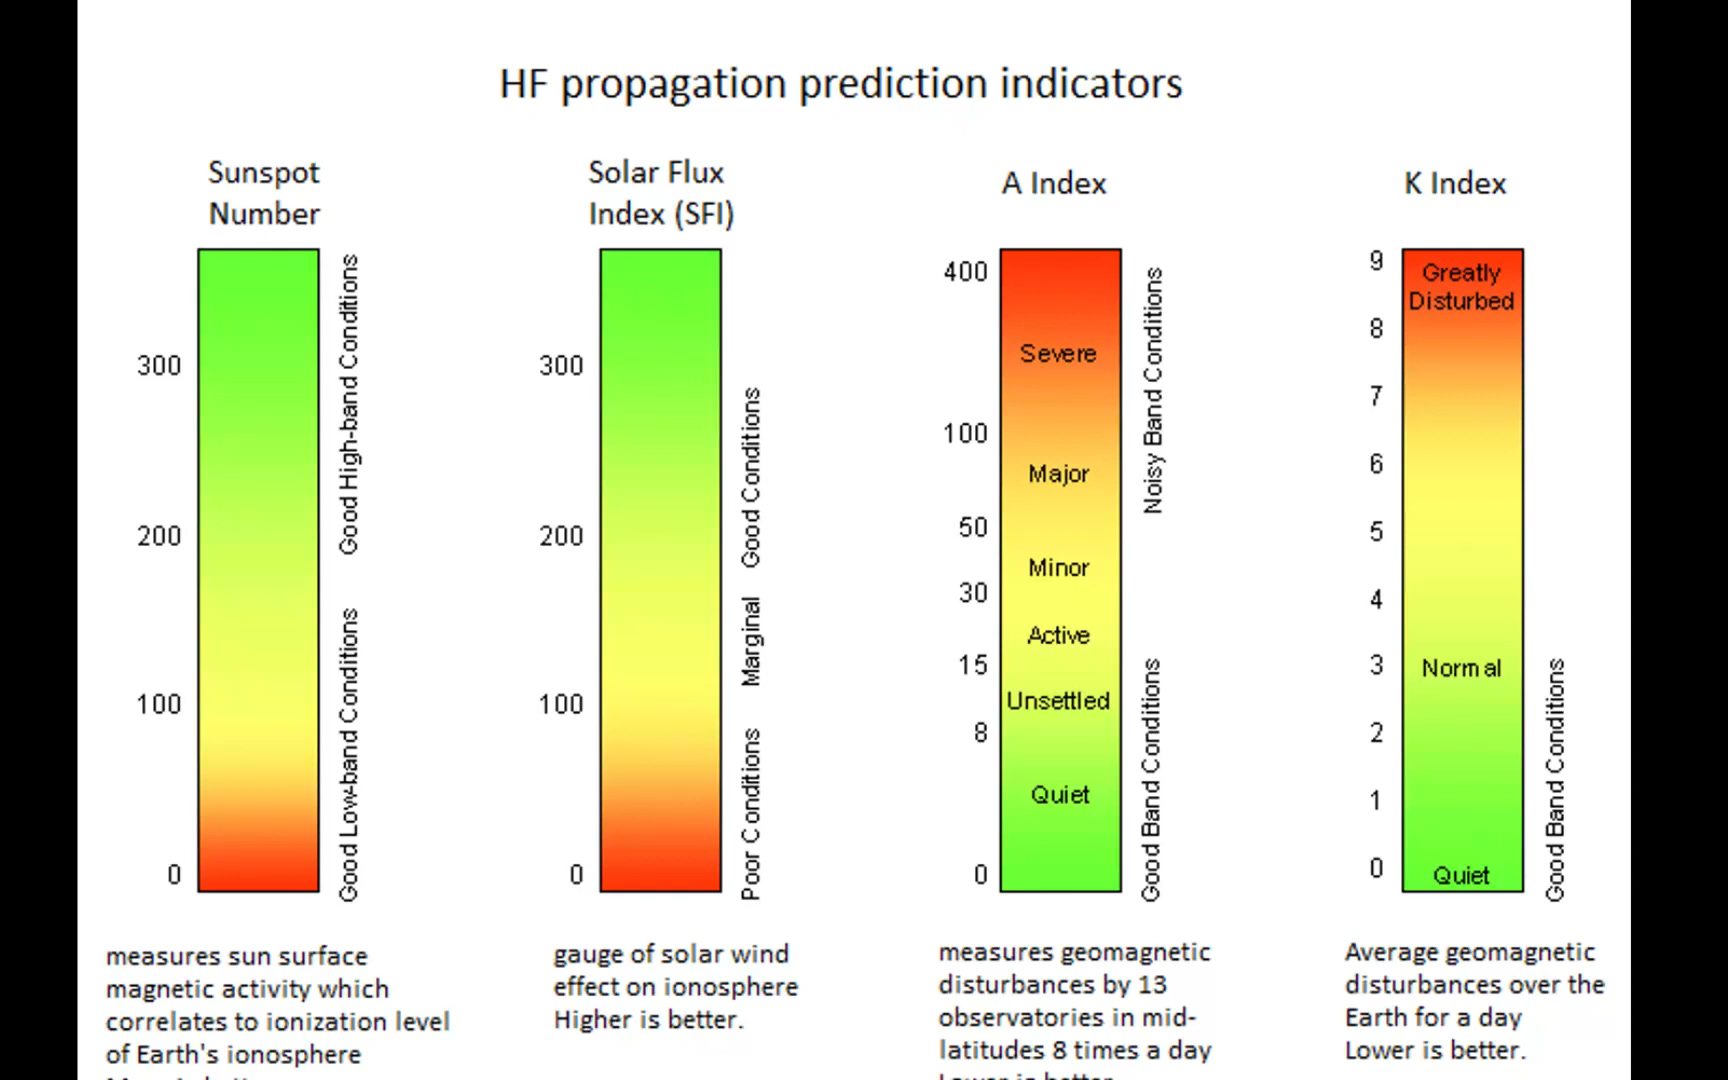 HF propagation prediction indicators
Sunspot
Number
300
200
100
0
Good High-band Conditions
Good Low-band Conditions
measures sun surface
magnetic activity which
correlates to ionization level
of Earth's ionosphere
Solar Flux
Index (SFI)
300
200
100
0
Good Conditions
Marginal
Poor Conditions
gauge of solar wind
effect on ionosphere
Higher is better.
A Index
400
100
50
30
15
8
0
Severe
Major
Minor
Active
Unsettled
Quiet
Noisy Band Conditions
Good Band Conditions
measures geomagnetic
disturbances by 13
observatories in mid-
latitudes 8 times a day
Lower is better
K Index
9
8
7
6
5
4
3
2
1
0
Greatly
Disturbed
Normal
Quiet
Good Band Conditions
Average geomagnetic
disturbances over the
Earth for a day
Lower is better.